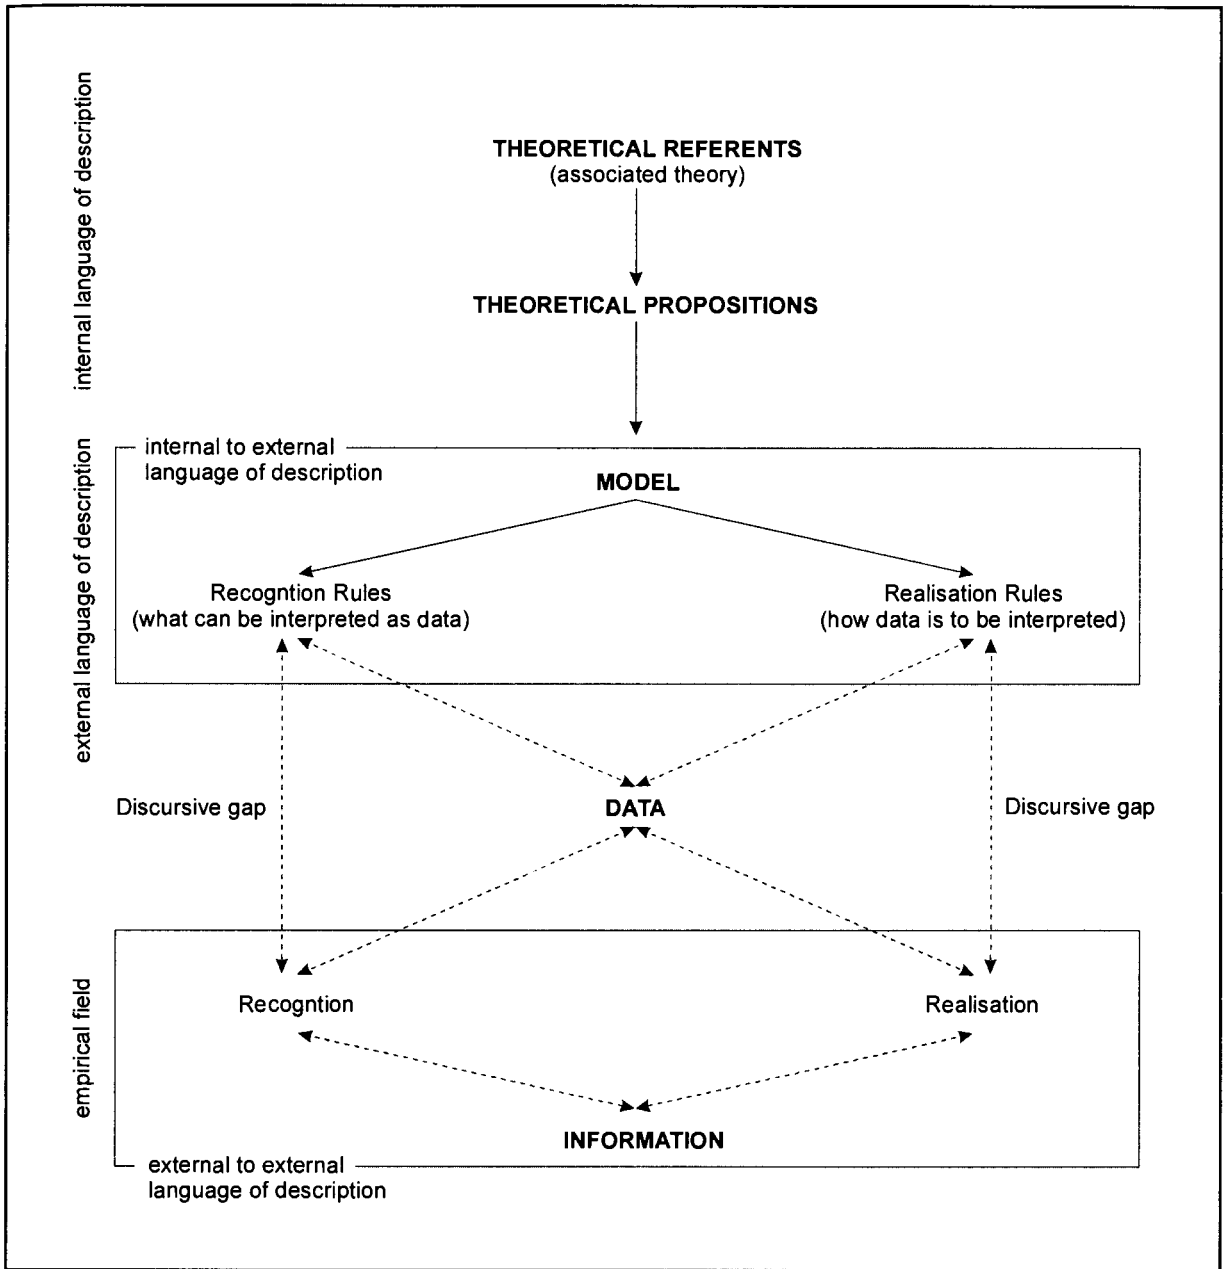 internal language of description
THEORETICAL REFERENTS
(associated theory)
THEORETICAL PROPOSITIONS
external language of description
internal to external
language of description
MODEL
Recogntion Rules
(what can be interpreted as data)
Realisation Rules
(how data is to be interpreted)
Discursive gap
DATA
Discursive gap
empirical field
Recogntion
Realisation
INFORMATION
external to external
language of description